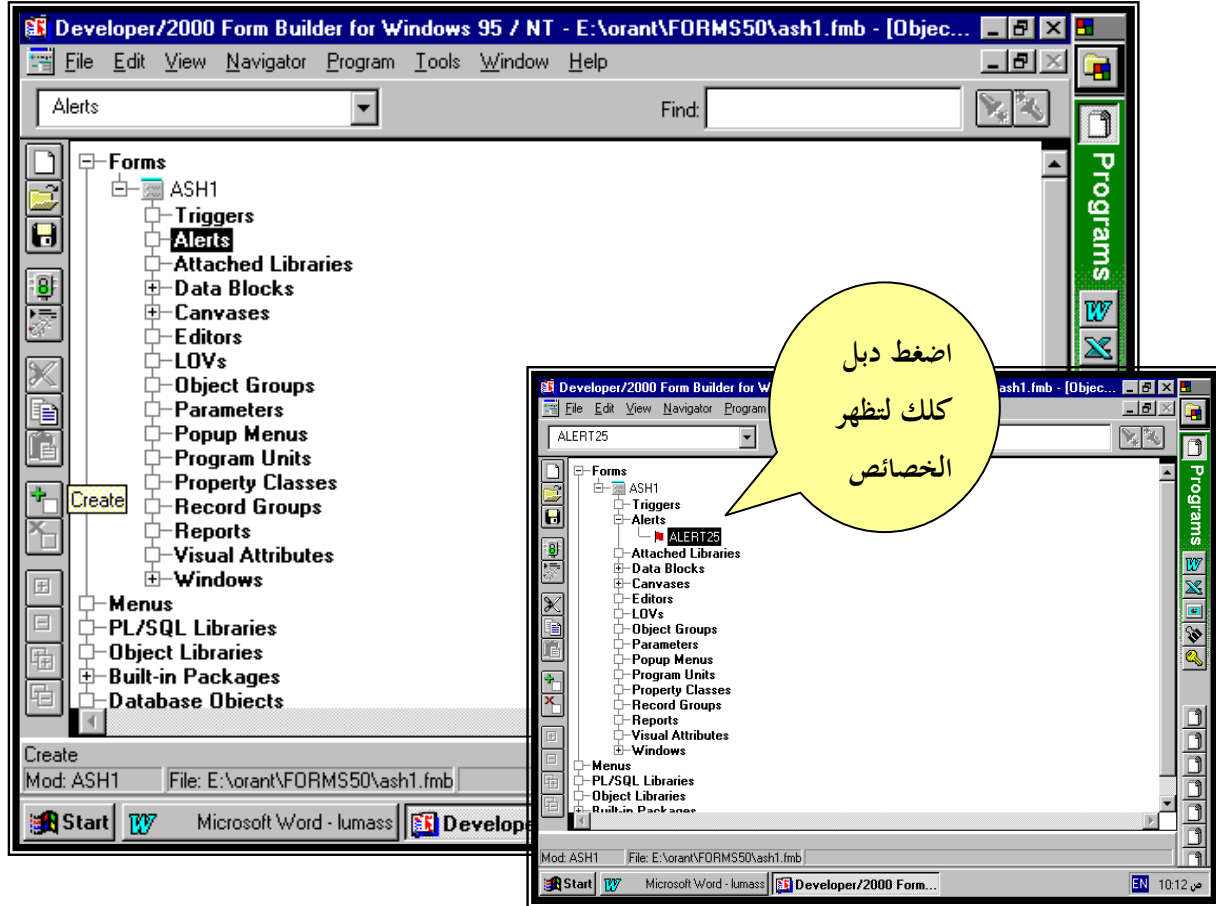 Developer/2000 Form Builder for Windows 95 / NT - E:\orant\FORMS50\ash1.fmb - [Objec...
File Edit View Navigator Program Tools Window Help
Alerts
Find:
Forms
ASH1
Triggers
Alerts
Attached Libraries
Data Blocks
Canvases
Editors
LOVs
Object Groups
Parameters
Popup Menus
Program Units
Property Classes
Create
Record Groups
Reports
Visual Attributes
Windows
Menus
PL/SQL Libraries
Object Libraries
Built-in Packages
Database Objects
Create
Mod: ASH1 File: E:\orant\FORMS50\ash1.fmb
Start Microsoft Word - lumass Develope
Programs
اضغط دبل
كلك لتظهر
الخصائص
Developer/2000 Form Builder for W ash1.fmb - [Objec...
File Edit View Navigator Program
ALERT25
Forms
ASH1
Triggers
Alerts
ALERT25
Attached Libraries
Data Blocks
Canvases
Editors
LOVs
Object Groups
Parameters
Popup Menus
Program Units
Property Classes
Record Groups
Reports
Visual Attributes
Windows
Menus
PL/SQL Libraries
Object Libraries
Built-in Packages
Mod: ASH1 File: E:\orant\FORMS50\ash1.fmb
Start Microsoft Word - lumass Developer/2000 Form... EN 10:12 ص
Programs